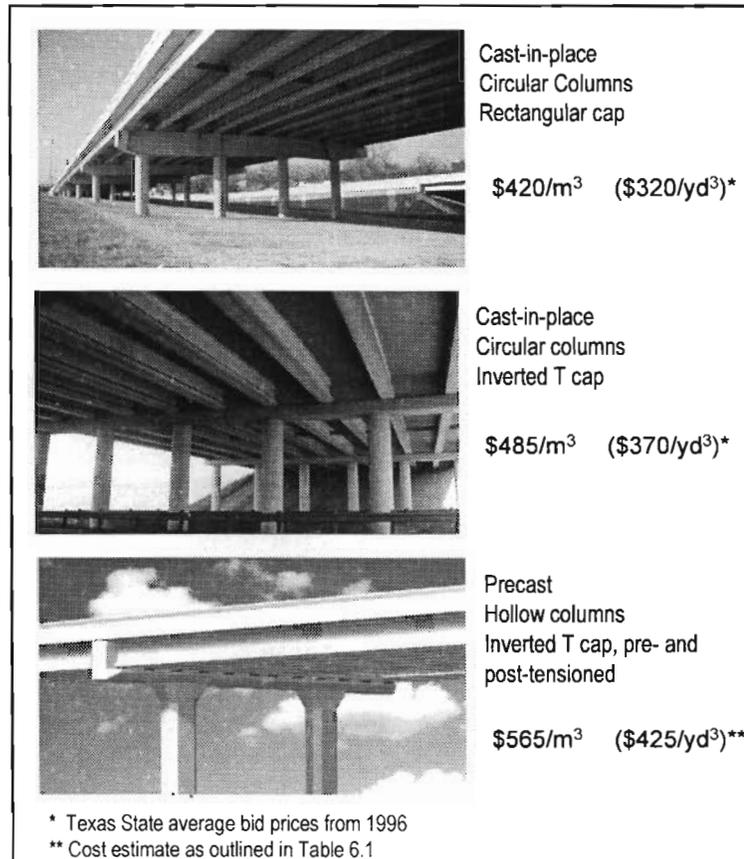 Cast-in-place
Circular Columns
Rectangular cap
$420/m³ ($320/yd³)*
Cast-in-place
Circular columns
Inverted T cap
$485/m³ ($370/yd³)*
Precast
Hollow columns
Inverted T cap, pre- and
post-tensioned
$565/m³ ($425/yd³)**
* Texas State average bid prices from 1996
** Cost estimate as outlined in Table 6.1